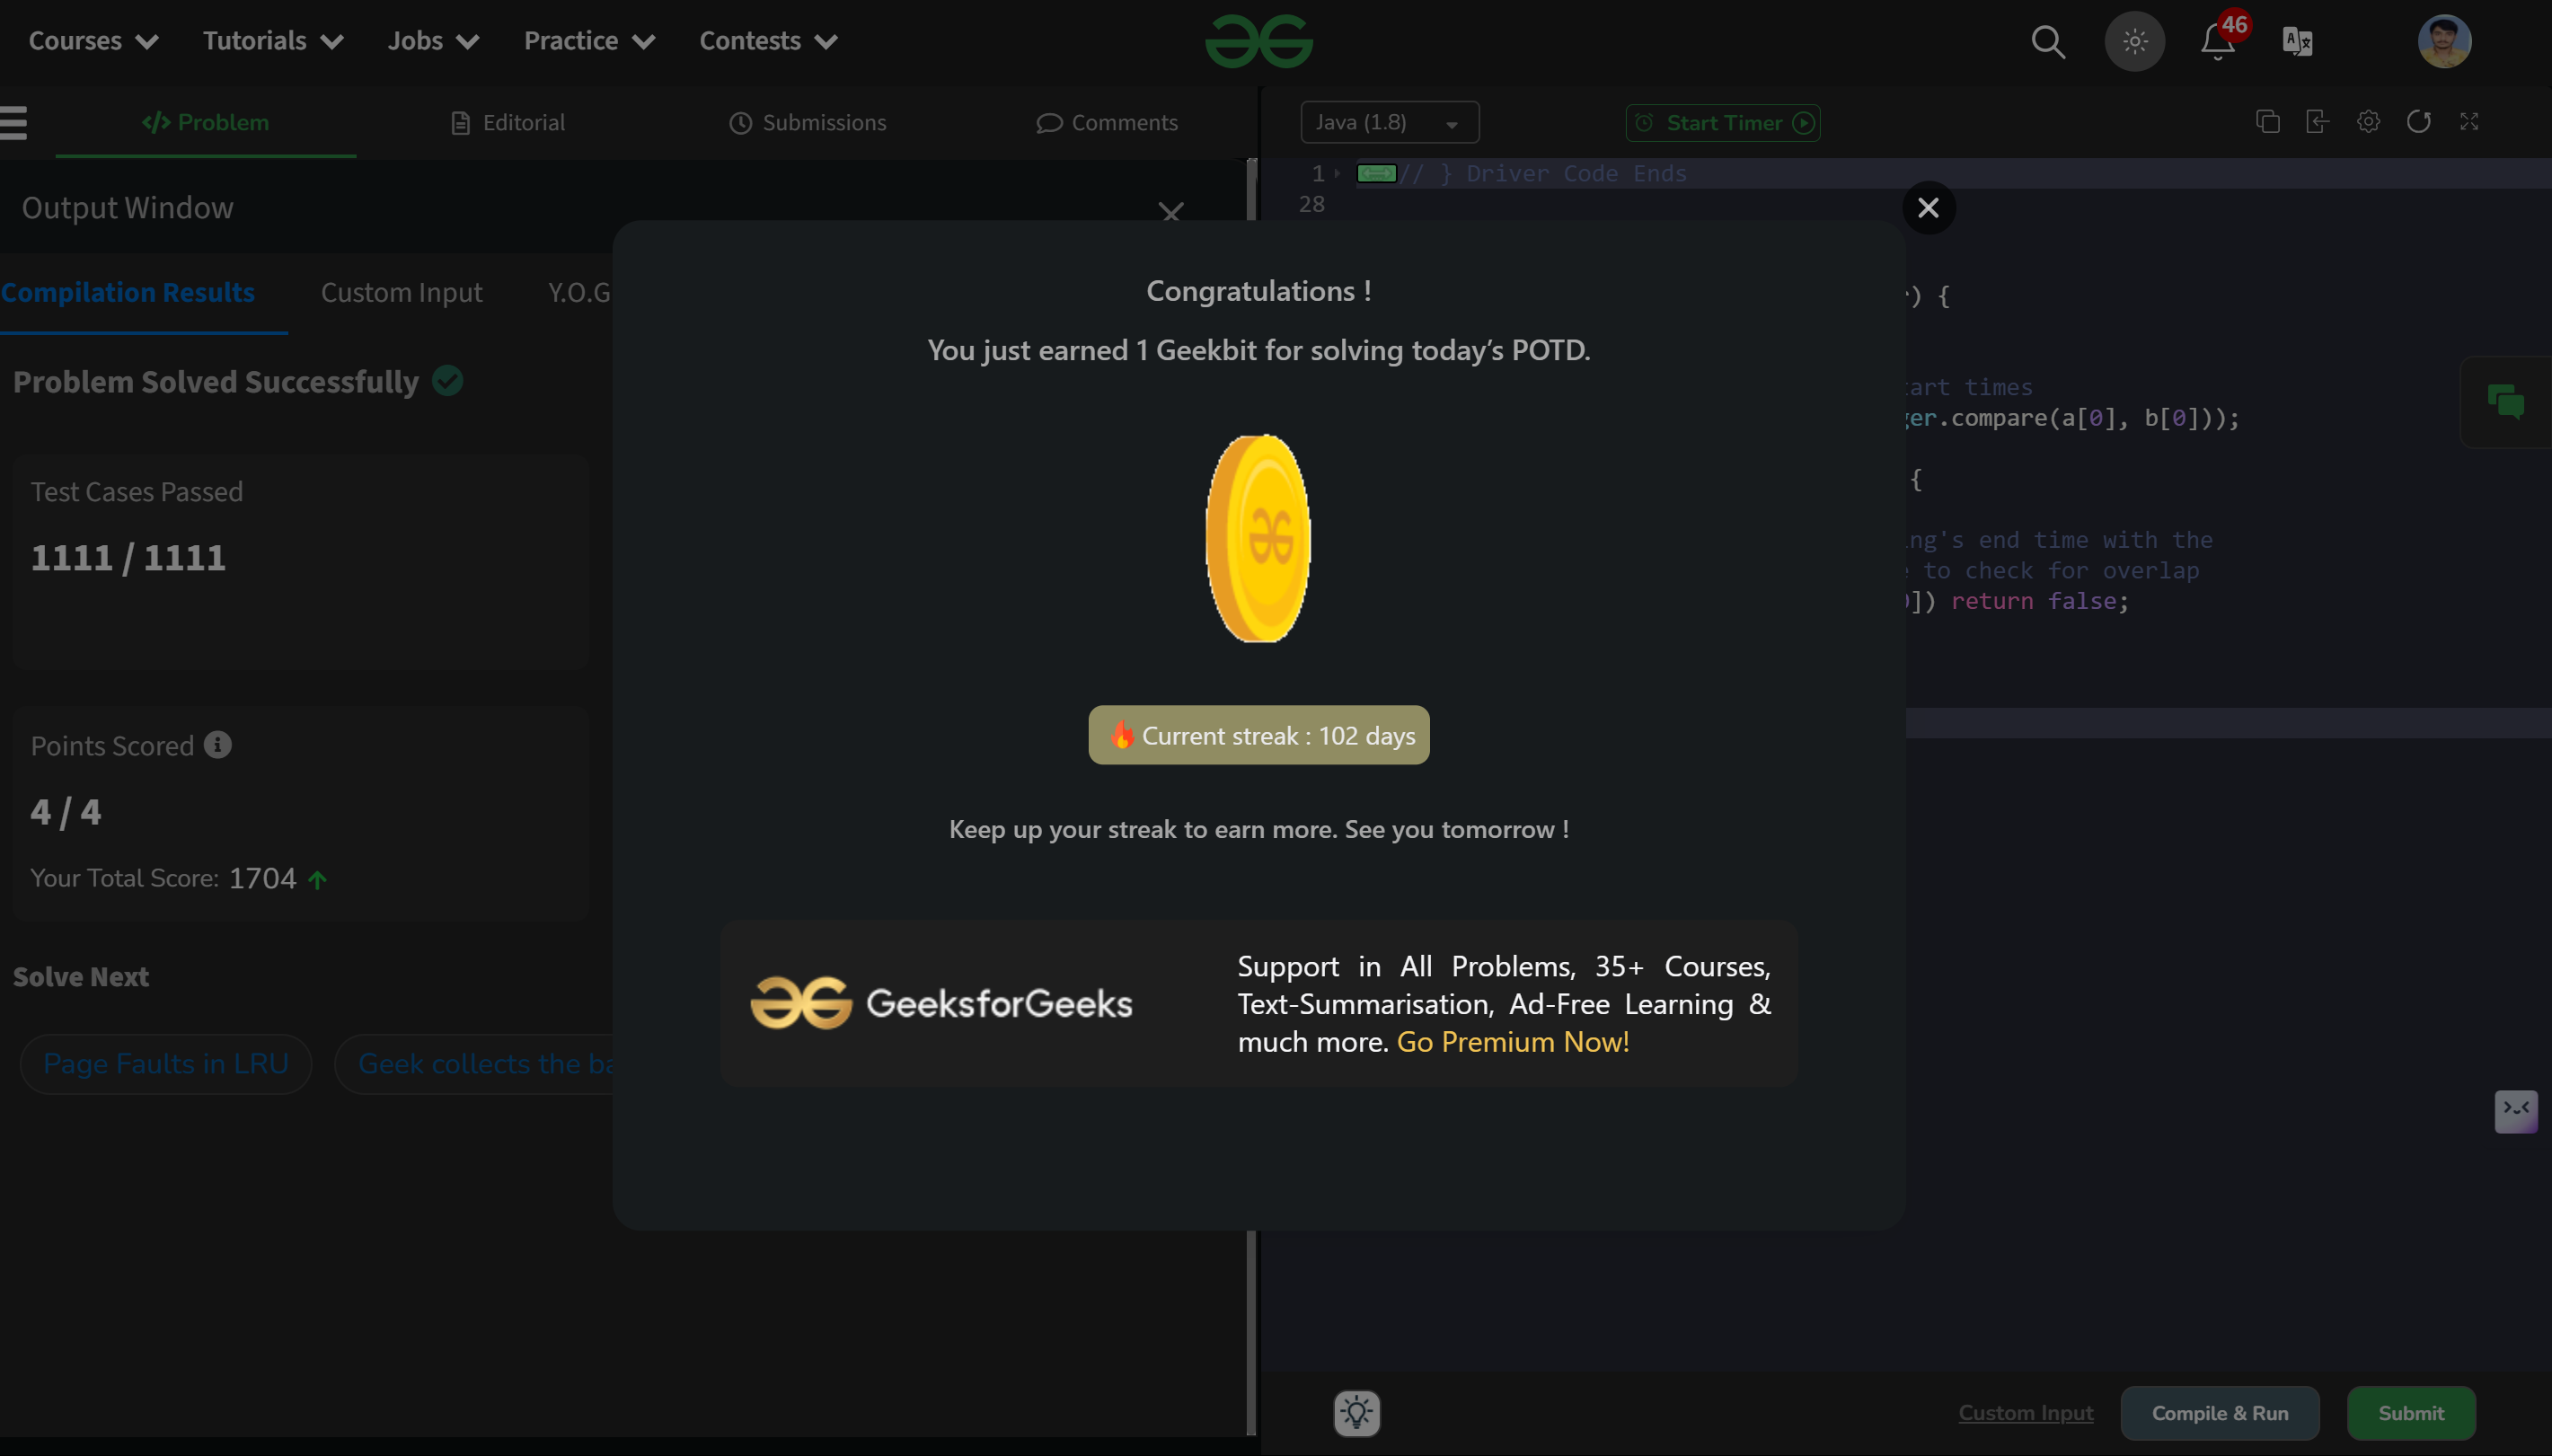 Courses
Tutorials
Jobs
Practice
Contests
46
Problem
Editorial
Submissions
Comments
Java (1.8)
Start Timer
Output Window
1
// } Driver Code Ends
28
Compilation Results
Custom Input
Y.O.G
) {
Problem Solved Successfully
art times
er.compare(a[0], b[0]));
{
Test Cases Passed
1111 / 1111
ng's end time with the
to check for overlap
]) return false;
Points Scored
4 / 4
Your Total Score: 1704
Solve Next
Page Faults in LRU
Geek collects the ba
Congratulations !
You just earned 1 Geekbit for solving today's POTD.
Current streak : 102 days
Keep up your streak to earn more. See you tomorrow !
GeeksforGeeks
Support in All Problems, 35+ Courses,
Text-Summarisation, Ad-Free Learning &
much more. Go Premium Now!
Custom Input
Compile & Run
Submit